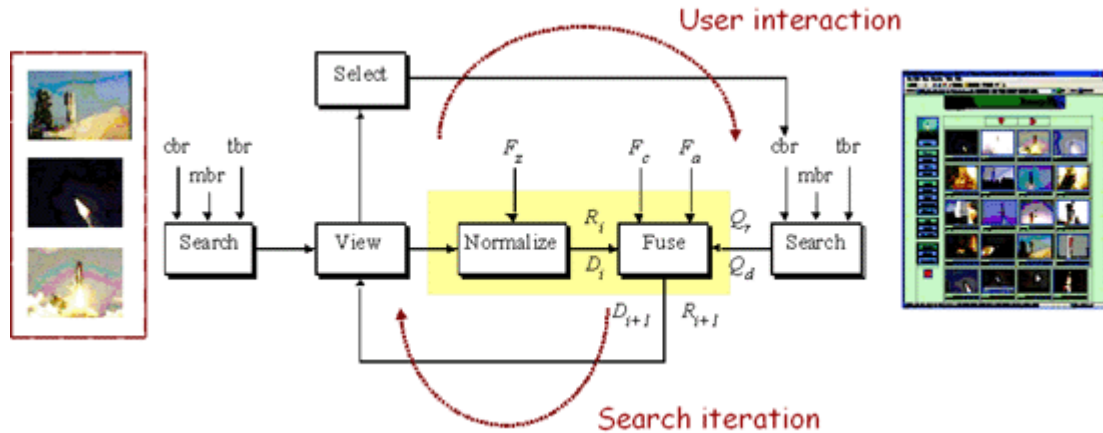 User interaction
Select
cbr
tbr
mbr
F_z
F_c
F_a
cbr
tbr
mbr
Search
View
Normalize
R_i
D_i
Fuse
Q_r
Q_d
Search
D_{i+1}
R_{i+1}
Search iteration